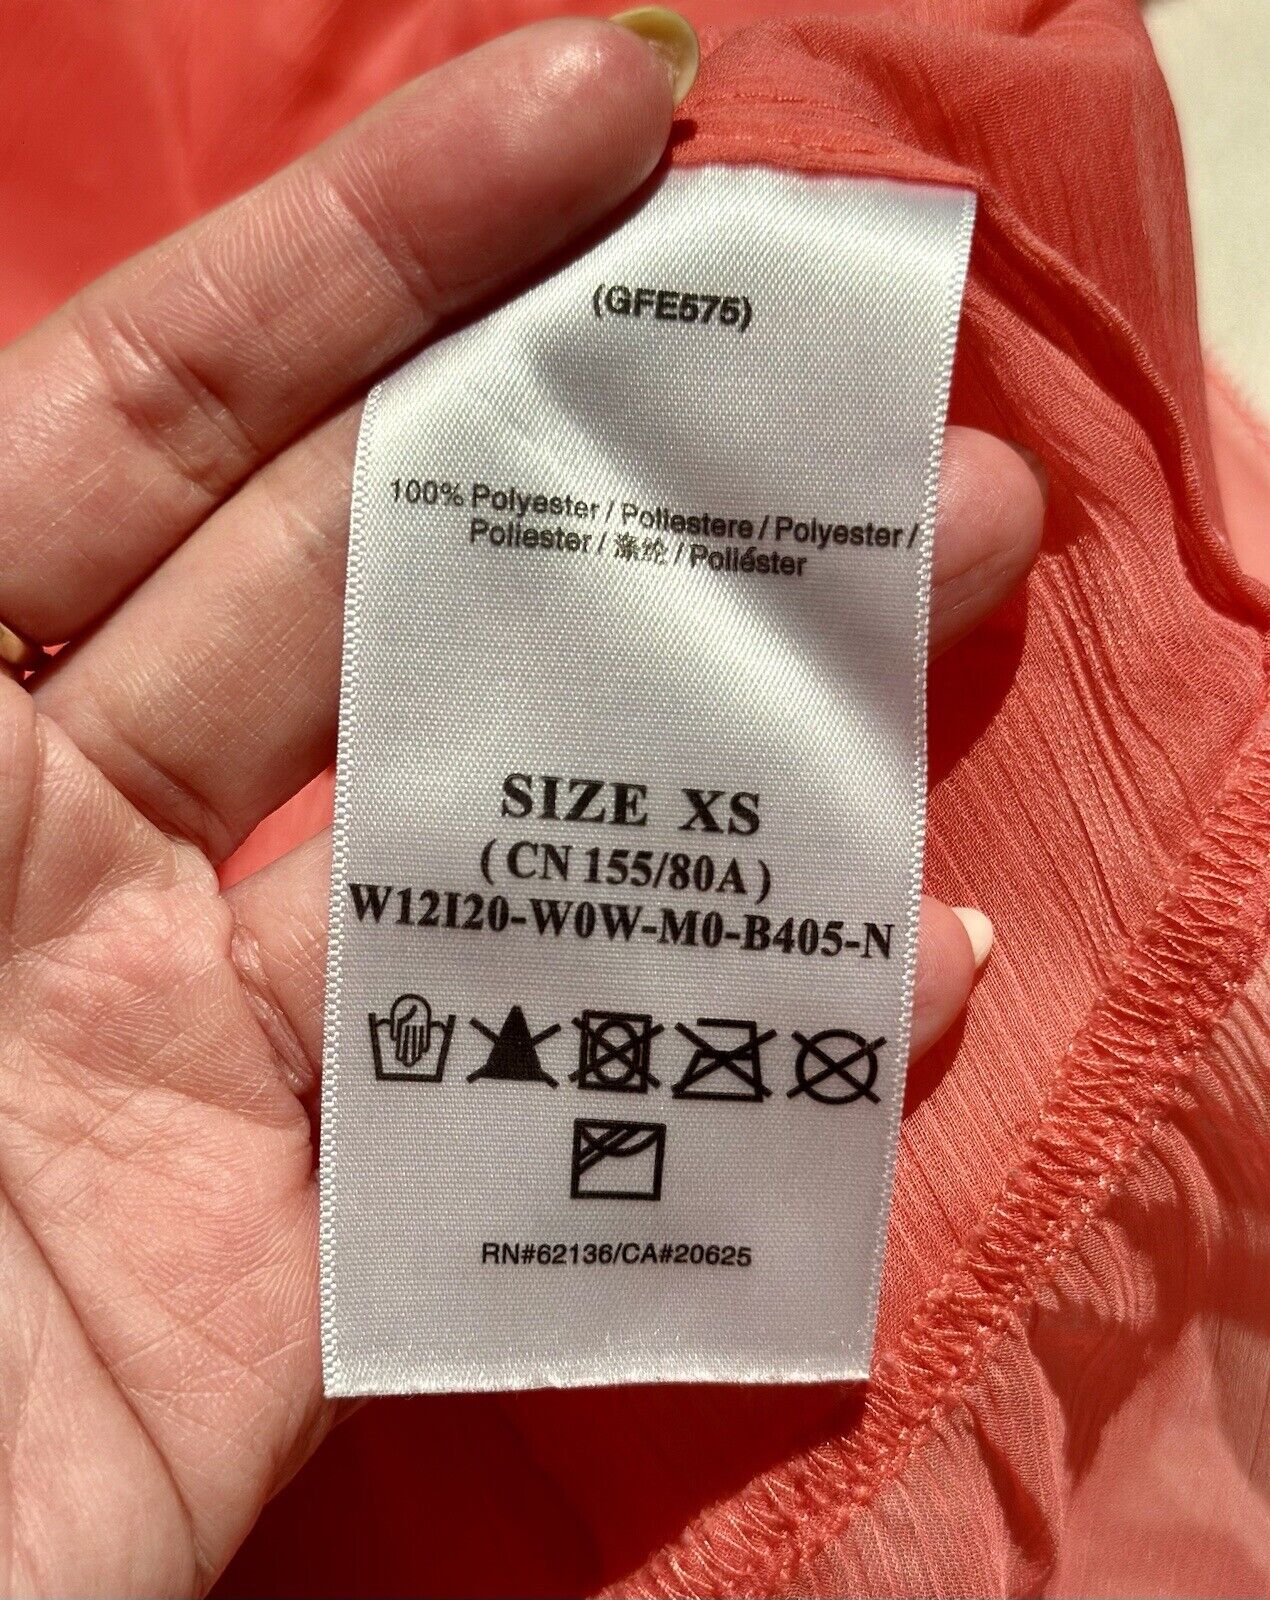 (GFE575)
100% Polyester / Poliestere / Polyester /
Poliester / 涤纶 / Poliéster
SIZE XS
( CN 155/80A )
W12I20-W0W-M0-B405-N
RN#62136/CA#20625